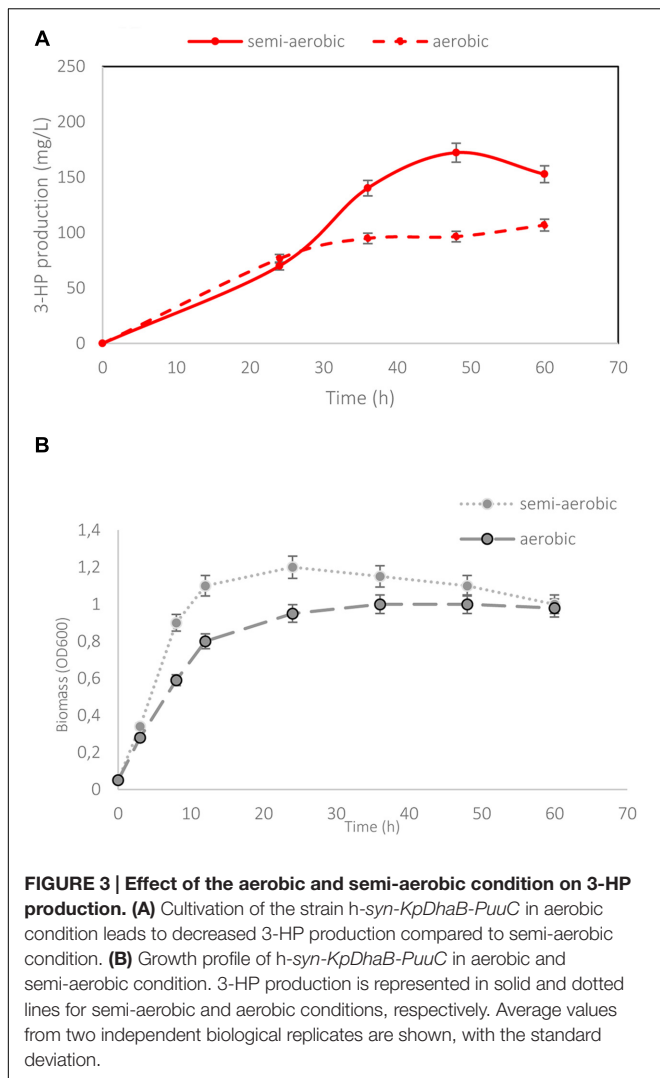 A
semi-aerobic aerobic
250
200
150
100
50
0
3-HP production (mg/L)
0 10 20 30 40 50 60 70
Time (h)
B
semi-aerobic
aerobic
1,4
1,2
1
0,8
0,6
0,4
0,2
0
Biomass (OD600)
0 10 20 30 40 50 60 70
Time (h)
FIGURE 3 | Effect of the aerobic and semi-aerobic condition on 3-HP
production. (A) Cultivation of the strain h-syn-KpDhaB-PuuC in aerobic
condition leads to decreased 3-HP production compared to semi-aerobic
condition. (B) Growth profile of h-syn-KpDhaB-PuuC in aerobic and
semi-aerobic condition. 3-HP production is represented in solid and dotted
lines for semi-aerobic and aerobic conditions, respectively. Average values
from two independent biological replicates are shown, with the standard
deviation.